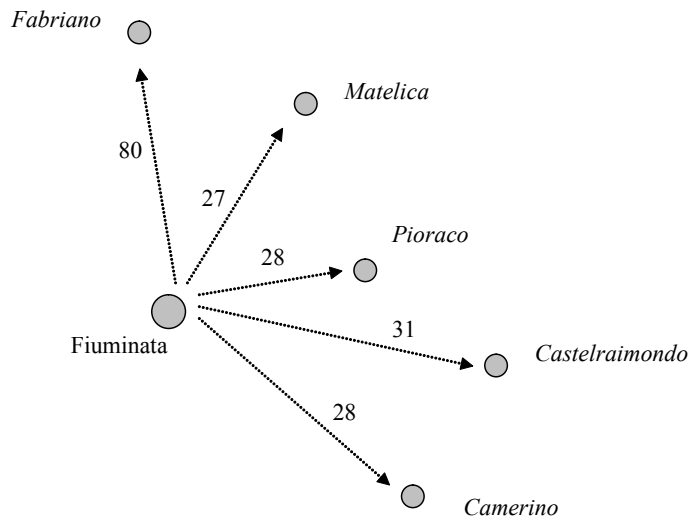 Fabriano
Matelica
80
27
Pioraco
28
Fiuminata
31
Castelraimondo
28
Camerino